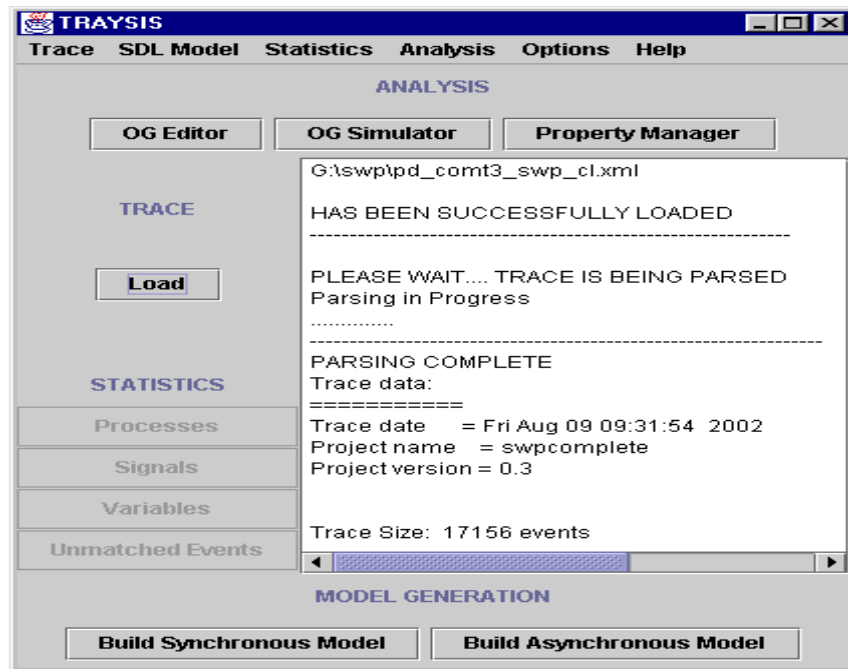 TRAYSIS
Trace SDL Model Statistics Analysis Options Help
ANALYSIS
OG Editor OG Simulator Property Manager
TRACE
Load
STATISTICS
Processes
Signals
Variables
Unmatched Events
G:\swp\pd_comt3_swp_cl.xml
HAS BEEN SUCCESSFULLY LOADED
------------------------------------------------------------
PLEASE WAIT.... TRACE IS BEING PARSED
Parsing in Progress
..............
----------------------------------------------------------------
PARSING COMPLETE
Trace data:
===========
Trace date = Fri Aug 09 09:31:54 2002
Project name = swpcomplete
Project version = 0.3
Trace Size: 17156 events
MODEL GENERATION
Build Synchronous Model Build Asynchronous Model